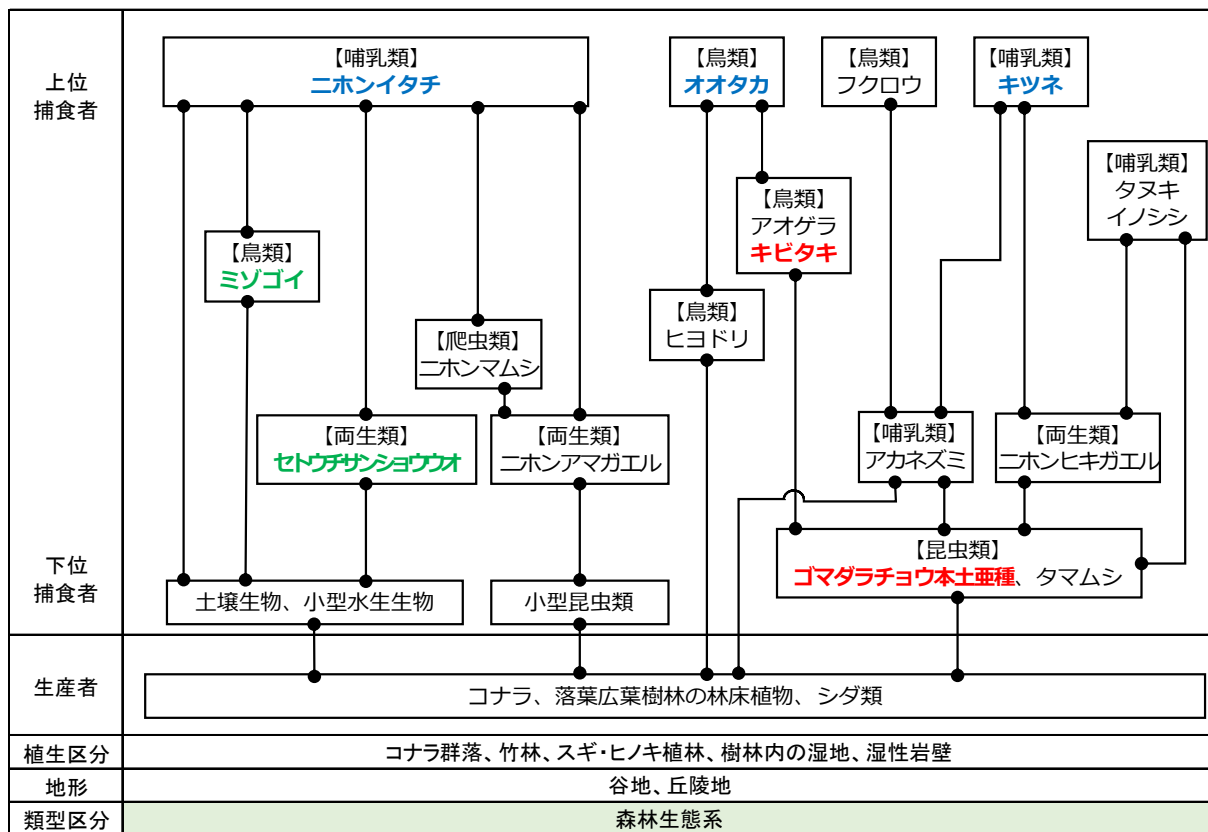 上位
捕食者
【哺乳類】
ニホンイタチ
【鳥類】
オオタカ
【鳥類】
フクロウ
【哺乳類】
キツネ
【哺乳類】
タヌキ
イノシシ
【鳥類】
アオゲラ
キビタキ
【鳥類】
ミゾゴイ
【鳥類】
ヒヨドリ
【爬虫類】
ニホンマムシ
【両生類】
セトウチサンショウウオ
【両生類】
ニホンアマガエル
【哺乳類】
アカネズミ
【両生類】
ニホンヒキガエル
下位
捕食者
【昆虫類】
ゴマダラチョウ本土亜種、タマムシ
土壌生物、小型水生生物
小型昆虫類
生産者
コナラ、落葉広葉樹林の林床植物、シダ類
植生区分
コナラ群落、竹林、スギ・ヒノキ植林、樹林内の湿地、湿性岩壁
地形
谷地、丘陵地
類型区分
森林生態系